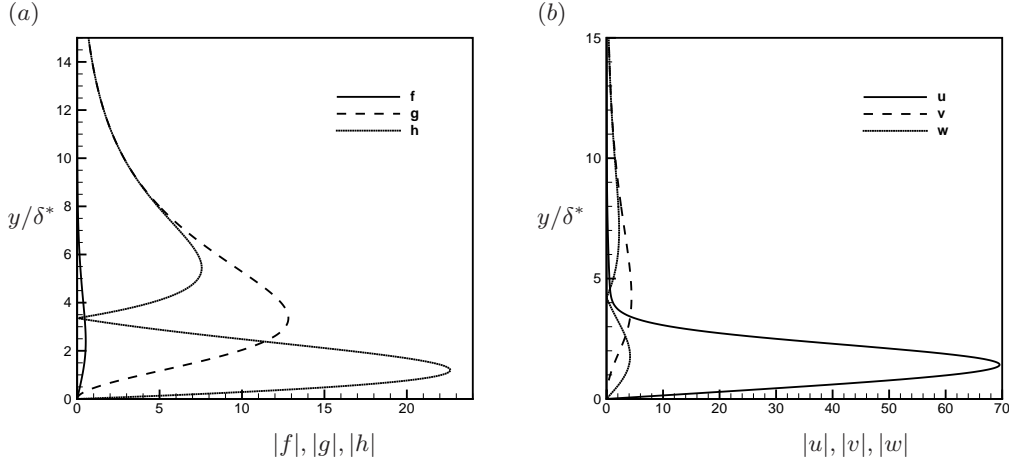 (a)
14
12
10
8
6
4
2
0
0 5 10 15 20
y/δ*
f
g
h
|f|, |g|, |h|
(b)
15
10
5
0
0 10 20 30 40 50 60 70
y/δ*
u
v
w
|u|, |v|, |w|